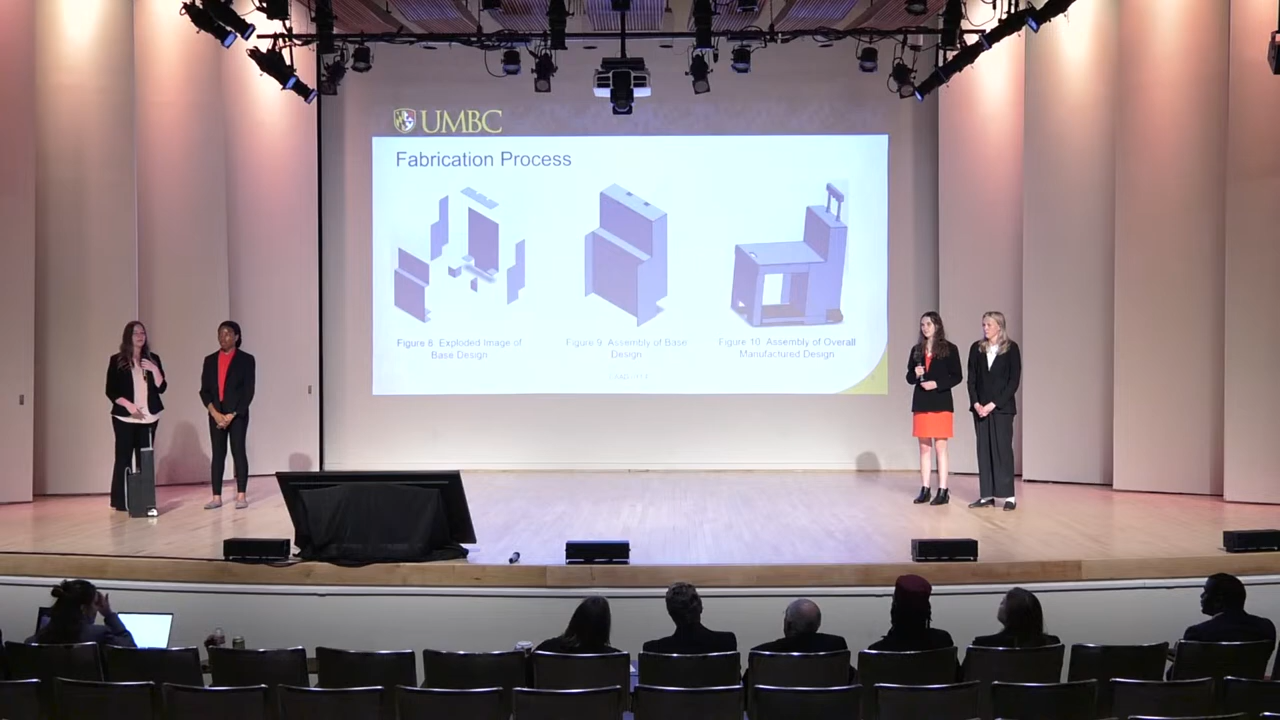 UMBC
Fabrication Process
Figure 8. Exploded Image of
Base Design
Figure 9. Assembly of Base
Design
Figure 10. Assembly of Overall
Manufactured Design